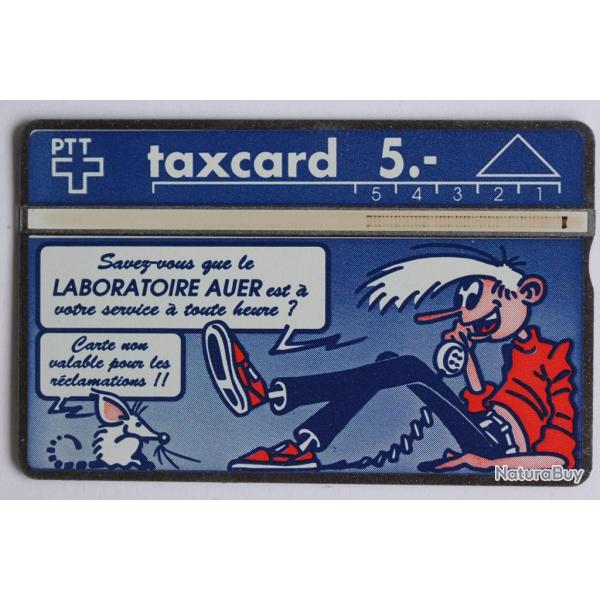 PTT
taxcard 5.-
5 4 3 2 1
Savez-vous que le
LABORATOIRE AUER est à
votre service à toute heure ?
Carte non
valable pour les
réclamations !!
NaturaBuy